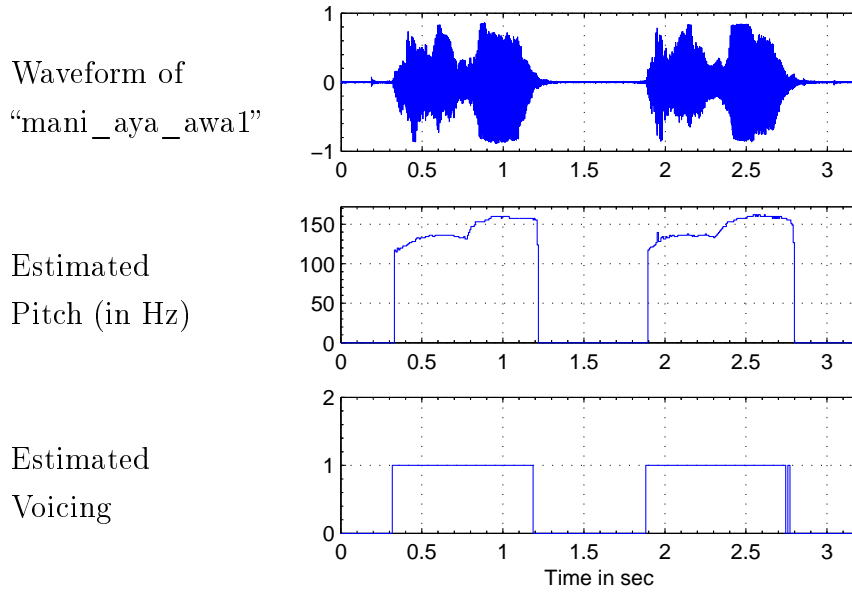 Waveform of
“mani_aya_awa1”
1
0
−1
0 0.5 1 1.5 2 2.5 3
Estimated
Pitch (in Hz)
150
100
50
0
0 0.5 1 1.5 2 2.5 3
Estimated
Voicing
2
1
0
0 0.5 1 1.5 2 2.5 3
Time in sec